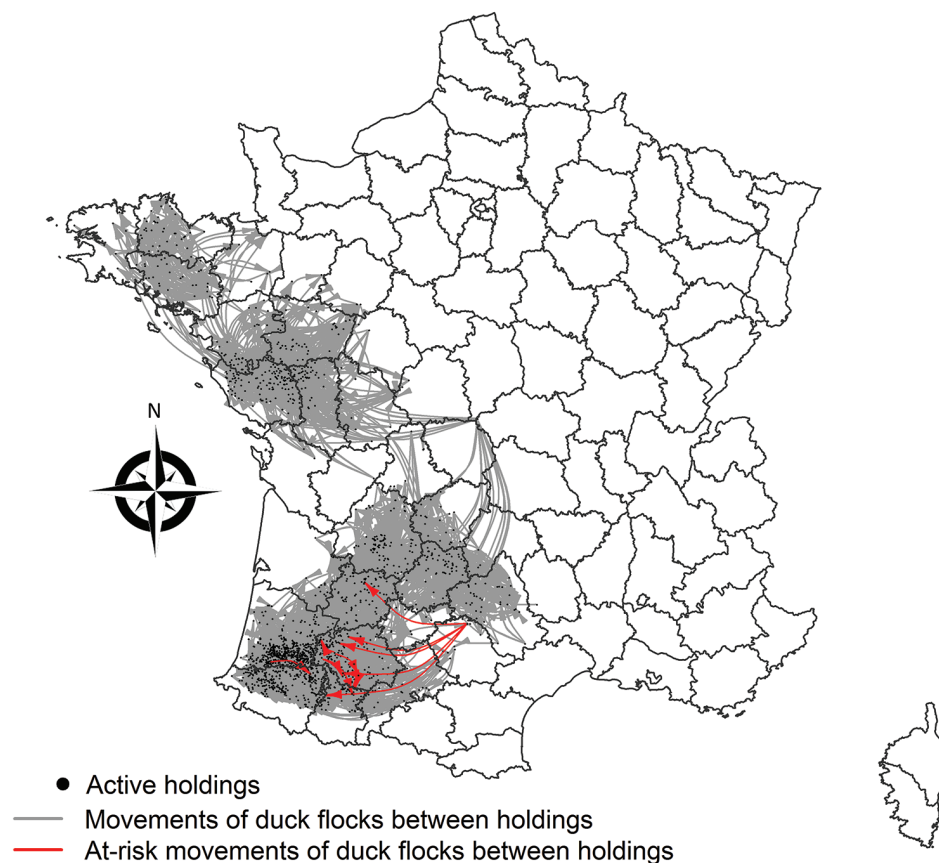 N
Active holdings
Movements of duck flocks between holdings
At-risk movements of duck flocks between holdings